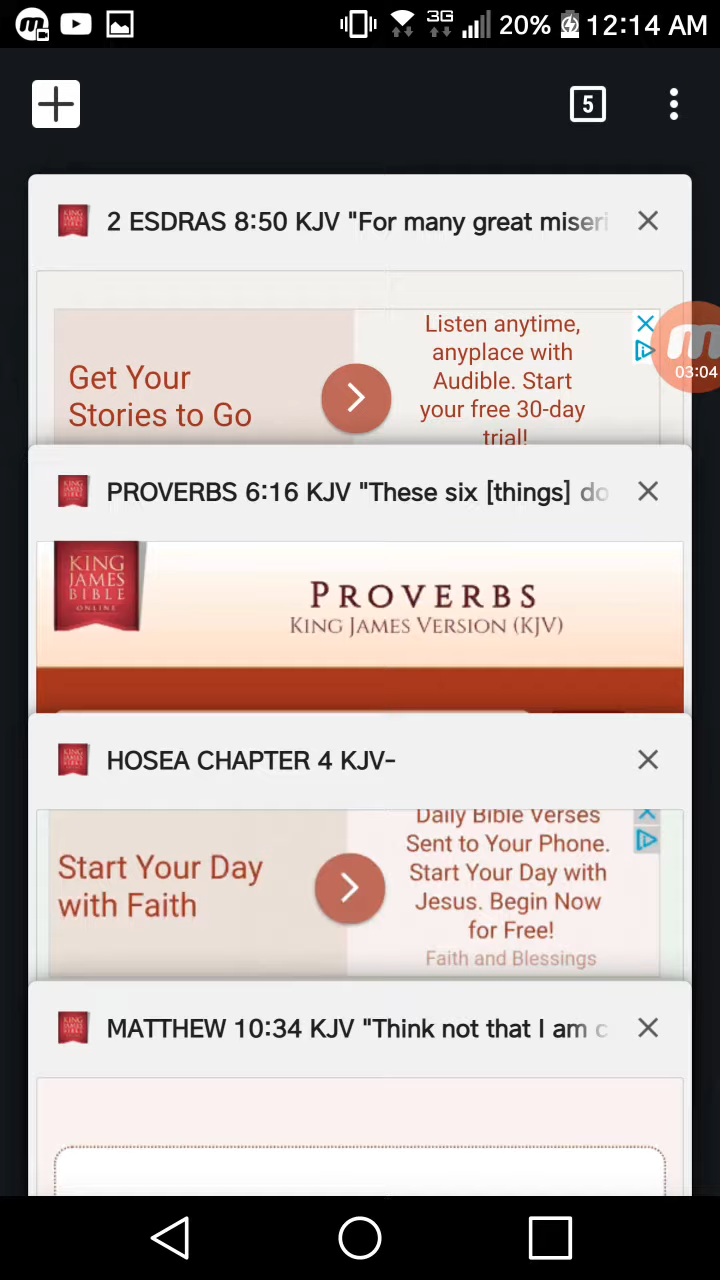 3G 20% 12:14 AM
5
2 ESDRAS 8:50 KJV "For many great miseri
Get Your
Stories to Go
Listen anytime,
anyplace with
Audible. Start
your free 30-day
trial!
m
03:04
PROVERBS 6:16 KJV "These six [things] do
KING
JAMES
BIBLE
ONLINE
PROVERBS
KING JAMES VERSION (KJV)
HOSEA CHAPTER 4 KJV-
Start Your Day
with Faith
Daily Bible Verses
Sent to Your Phone.
Start Your Day with
Jesus. Begin Now
for Free!
Faith and Blessings
MATTHEW 10:34 KJV "Think not that I am c